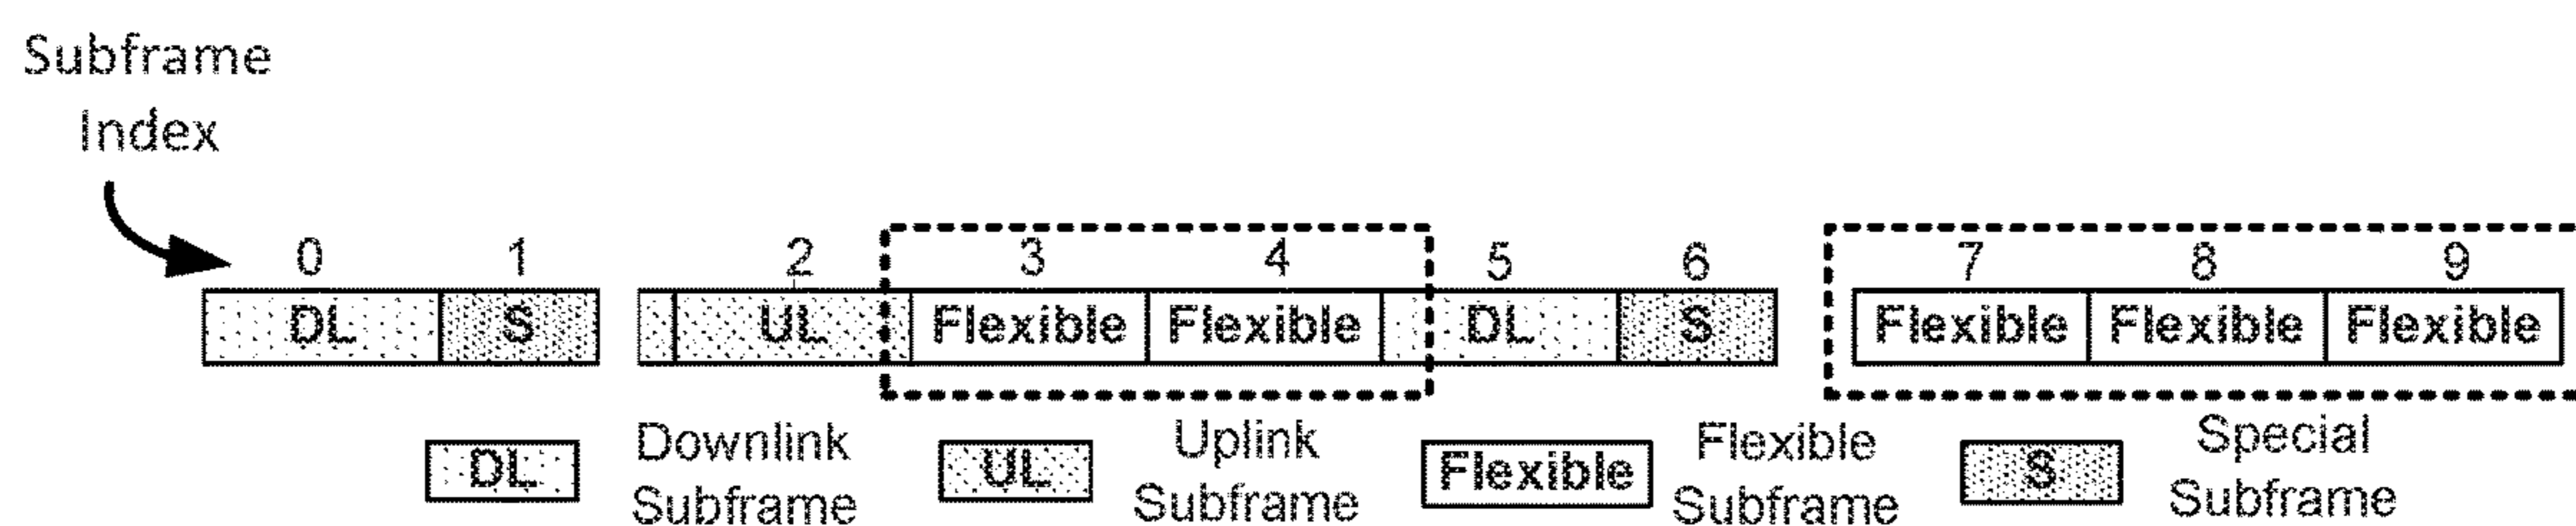 Subframe
Index
0 1 2 3 4 5 6 7 8 9
DL S UL Flexible Flexible DL S Flexible Flexible Flexible
DL Downlink Subframe
UL Uplink Subframe
Flexible Flexible Subframe
S Special Subframe